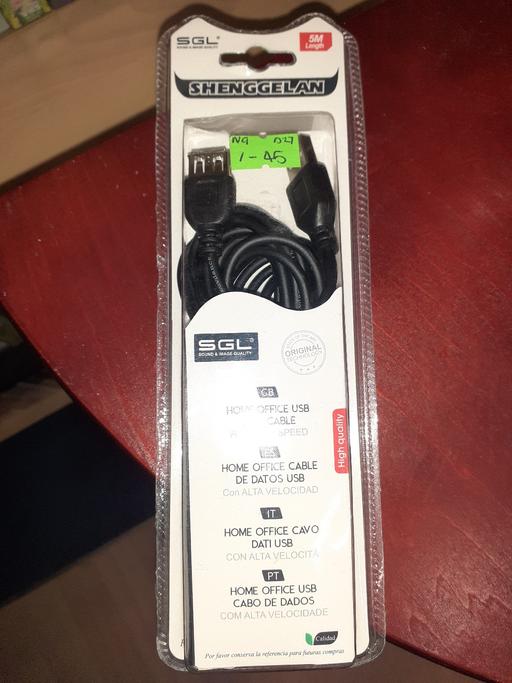 SGL®
SOUND & IMAGE QUALITY
5M
Length
SHENGGELAN
1-45
SGL®
SOUND & IMAGE QUALITY
ORIGINAL
TECHNOLOGY
GB
HOME OFFICE USB
CABLE
SPEED
High quality
ES
HOME OFFICE CABLE
DE DATOS USB
Con ALTA VELOCIDAD
IT
HOME OFFICE CAVO
DATI USB
CON ALTA VELOCITÀ
PT
HOME OFFICE USB
CABO DE DADOS
COM ALTA VELOCIDADE
Calidad
Por favor conserva la referencia para futuras compras